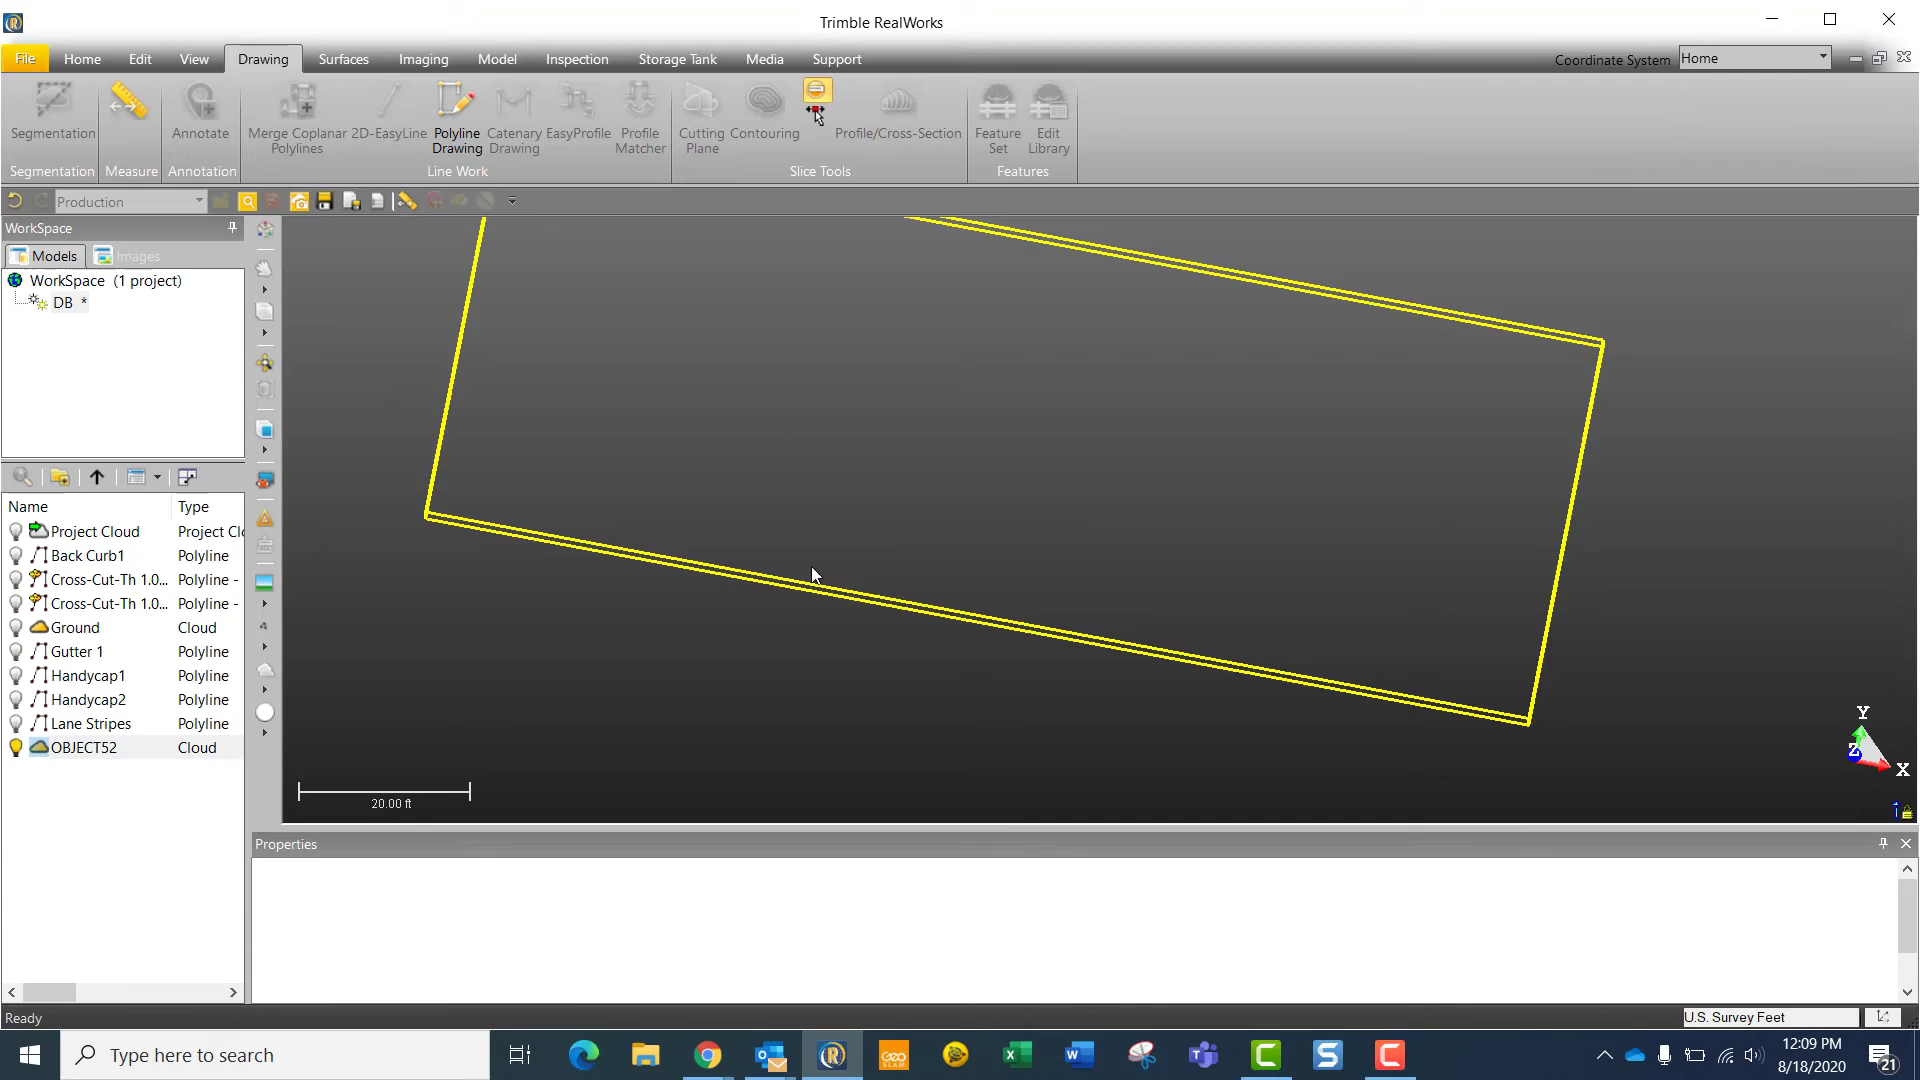 Trimble RealWorks
File Home Edit View Drawing Surfaces Imaging Model Inspection Storage Tank Media Support
Coordinate System Home
Segmentation
Annotate
Merge Coplanar Polylines
2D-EasyLine
Polyline Drawing
Catenary Drawing
EasyProfile
Profile Matcher
Cutting Plane
Contouring
Profile/Cross-Section
Feature Set
Edit Library
Segmentation Measure Annotation Line Work Slice Tools Features
Production
WorkSpace
Models Images
WorkSpace (1 project)
DB *
Name Type
Project Cloud Project Cl
Back Curb1 Polyline
Cross-Cut-Th 1.0... Polyline -
Cross-Cut-Th 1.0... Polyline -
Ground Cloud
Gutter 1 Polyline
Handycap1 Polyline
Handycap2 Polyline
Lane Stripes Polyline
OBJECT52 Cloud
20.00 ft
Y
Z
X
Properties
Ready
U.S. Survey Feet
Type here to search
GEO SLAM
12:09 PM
8/18/2020
21